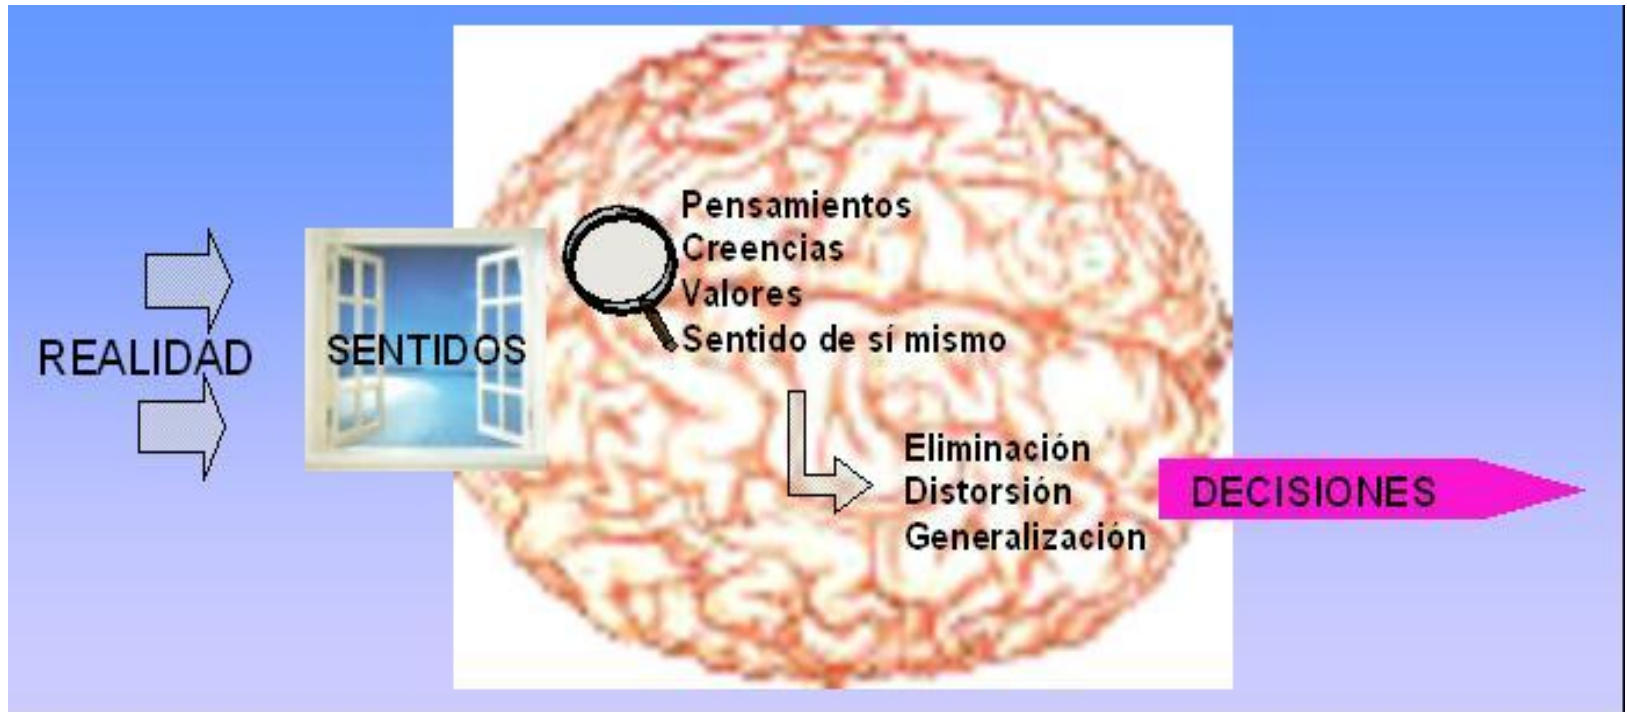 REALIDAD
SENTIDOS
Pensamientos
Creencias
Valores
Sentido de sí mismo
Eliminación
Distorsión
Generalización
DECISIONES